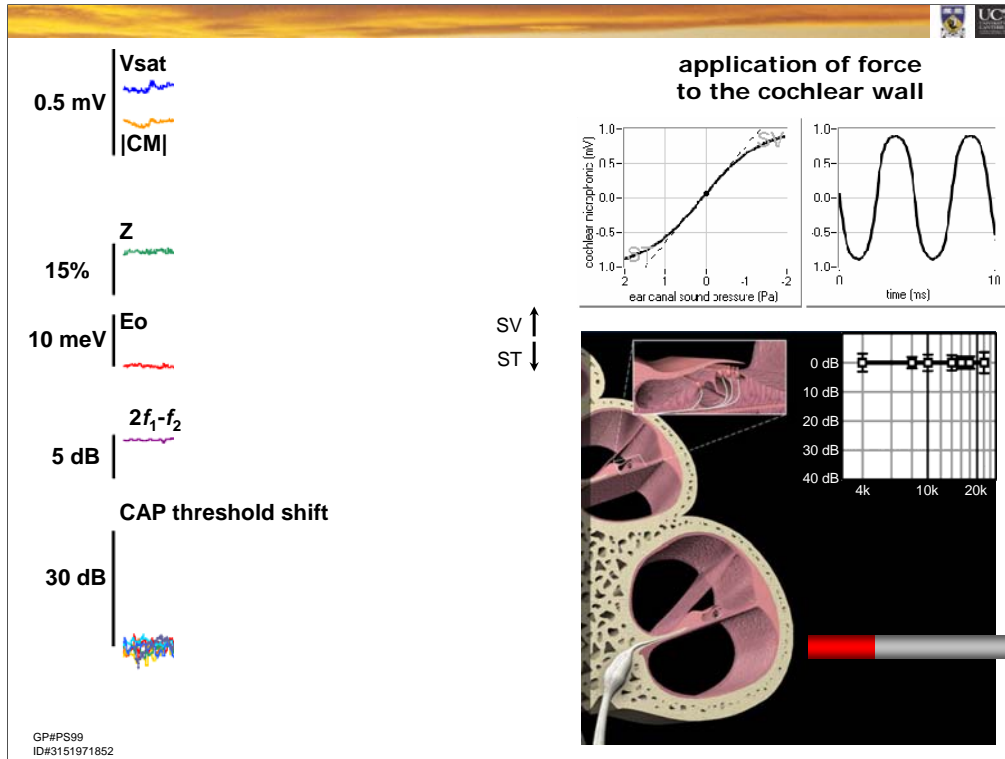 UC
Vsat
0.5 mV
|CM|
Z
15%
Eo
10 meV
2f₁-f₂
5 dB
CAP threshold shift
30 dB
GP#PS99
ID#3151971852
SV
ST
application of force
to the cochlear wall
cochlear microphonic (mV)
1.0
0.5
0.0
-0.5
1.0
SV
ST
2 1 0 -1 -2
ear canal sound pressure (Pa)
1.0
0.5
0.0
-0.5
1.0
0 10
time (ms)
0 dB
10 dB
20 dB
30 dB
40 dB
4k 10k 20k